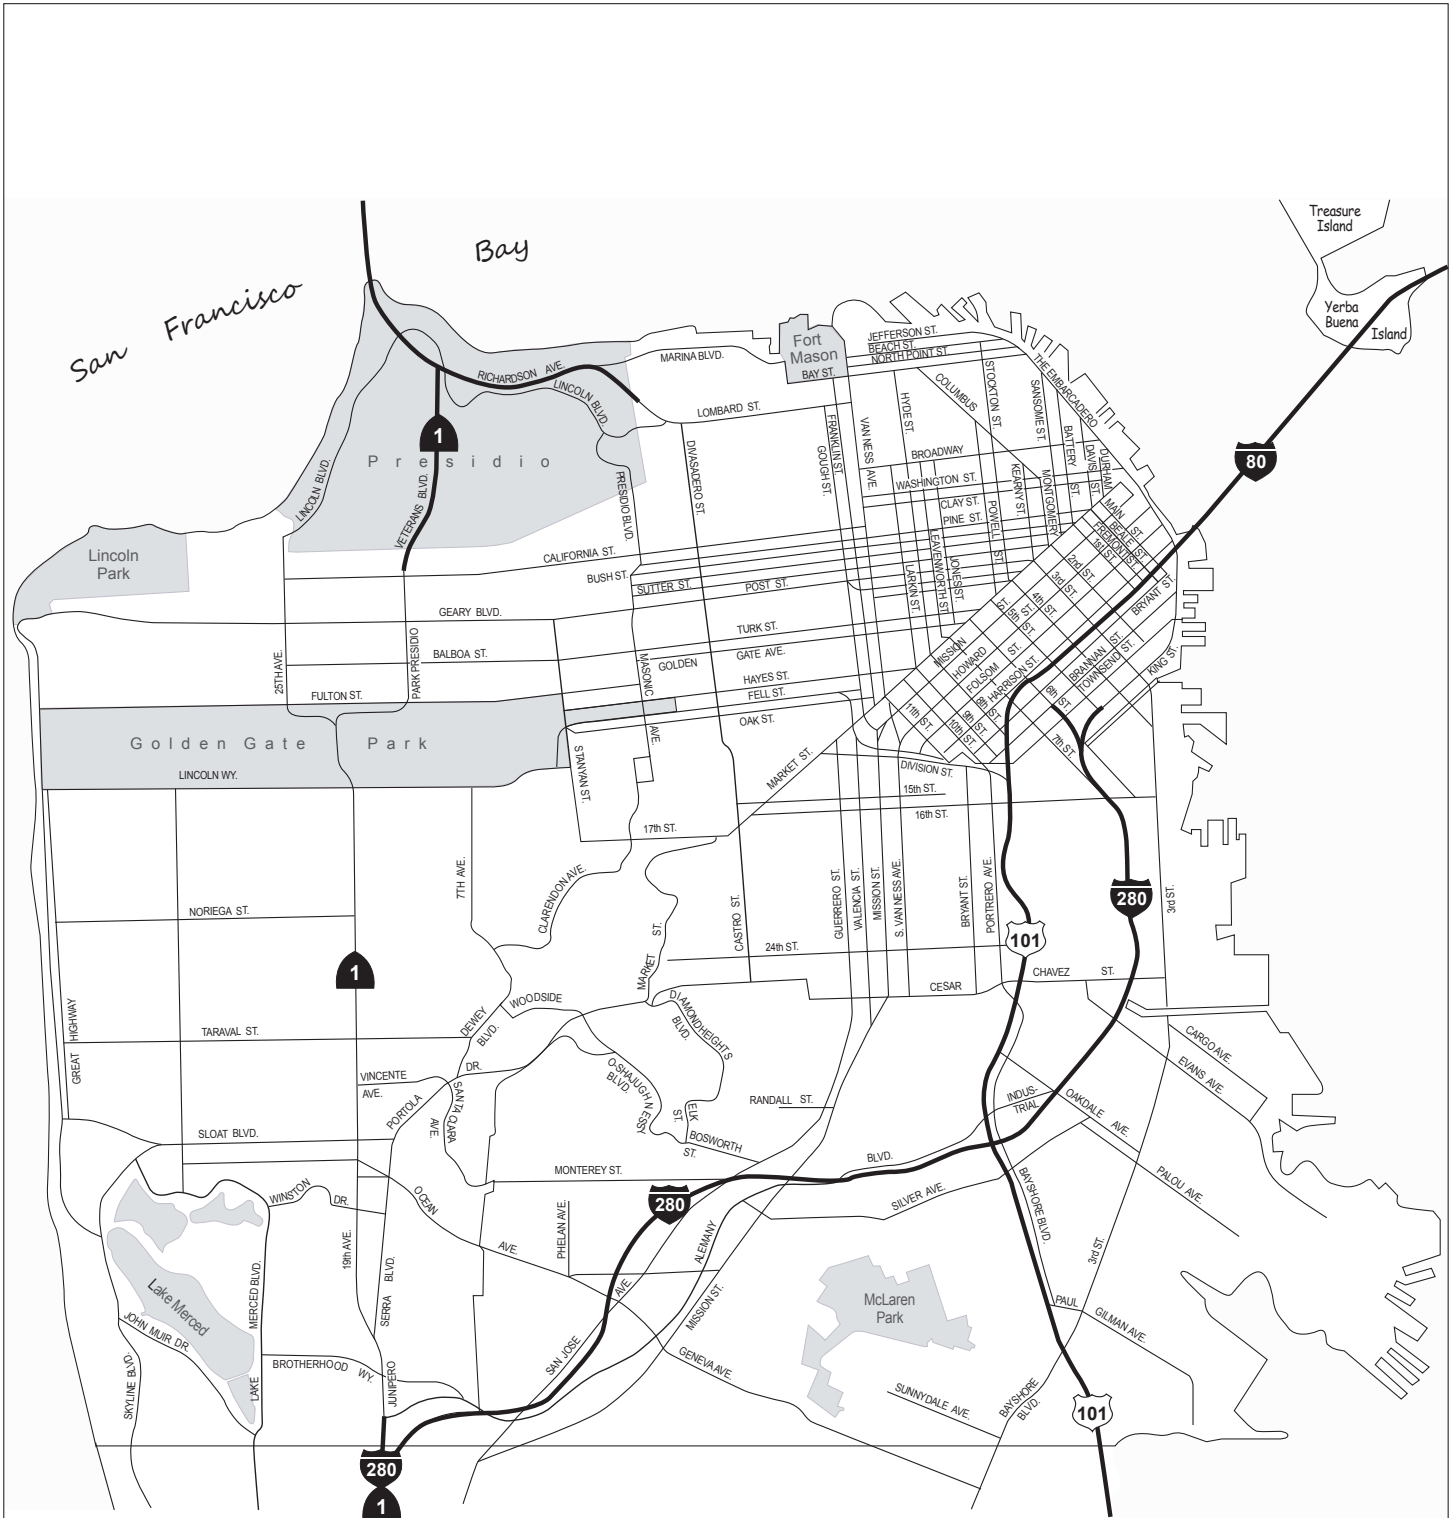 Treasure
Island
San Francisco Bay
Yerba
Buena Island
Fort
Mason
JEFFERSON ST.
BEACH ST.
NORTH POINT ST.
MARINA BLVD.
BAY ST.
RICHARDSON AVE.
LINCOLN BLVD.
LOMBARD ST.
THE EMBARCADERO
COLUMBUS
STOCKTON ST.
SANSOME ST.
HYDE ST.
VAN NESS AVE.
FRANKLIN ST.
GOUGH ST.
BATTERY ST.
DAVIS ST.
DURHAM
BROADWAY
WASHINGTON ST.
CLAY ST.
PINE ST.
KEARNY ST.
MONTGOMERY
POWELL ST.
1
80
Presidio
LINCOLN BLVD.
VETERANS BLVD.
PRESIDIO BLVD.
DIVASADERO ST.
MAIN ST.
BEALE ST.
FREMONT ST.
1st ST.
2nd ST.
3rd ST.
4th ST.
5th ST.
ST.
Lincoln
Park
CALIFORNIA ST.
BUSH ST.
SUTTER ST.
POST ST.
LARKIN ST.
LEAVENWORTH ST.
JONES ST.
BRYANT ST.
GEARY BLVD.
TURK ST.
MISSION
HOWARD ST.
FOLSOM
HARRISON ST.
BRANNAN ST.
TOWNSEND ST.
KING ST.
25TH AVE.
PARK PRESIDIO
BALBOA ST.
MASONIC AVE.
GOLDEN GATE AVE.
HAYES ST.
FULTON ST.
FELL ST.
OAK ST.
6th ST.
7th ST.
8th ST.
9th ST.
10th ST.
11th ST.
Golden Gate Park
LINCOLN WY.
STANYAN ST.
MARKET ST.
DIVISION ST.
15th ST.
16th ST.
17th ST.
7TH AVE.
CLARENDON AVE.
CASTRO ST.
GUERRERO ST.
VALENCIA ST.
MISSION ST.
S. VAN NESS AVE.
BRYANT ST.
PORTRERO AVE.
280
3rd ST.
NORIEGA ST.
101
24th ST.
MARKET ST.
1
CESAR CHAVEZ ST.
WOODSIDE
DIAMOND HEIGHTS
BLVD.
GREAT HIGHWAY
TARAVAL ST.
DEWEY
BLVD.
CARGO AVE.
EVANS AVE.
VINCENTE
AVE.
PORTOLA DR.
SANTA CLARA
AVE.
O-SHAJUGHNESSY
BLVD.
ELK
ST.
RANDALL ST.
INDUS-
TRIAL
OAKDALE AVE.
SLOAT BLVD.
BOSWORTH
ST.
MONTEREY ST.
BLVD.
PALOU AVE.
WINSTON DR.
OCEAN AVE.
PHELAN AVE.
280
SILVER AVE.
BAYSHORE BLVD.
3rd ST.
19th AVE.
SERRA BLVD.
ALEMANY
MISSION ST.
Lake Merced
MERCED BLVD.
JOHN MUIR DR.
McLaren
Park
PAUL
GILMAN AVE.
SAN JOSE AVE.
GENEVA AVE.
SKYLINE BLVD.
LAKE
BROTHERHOOD WY.
JUNIPERO
SUNNYDALE AVE.
BAYSHORE
BLVD.
101
280
1